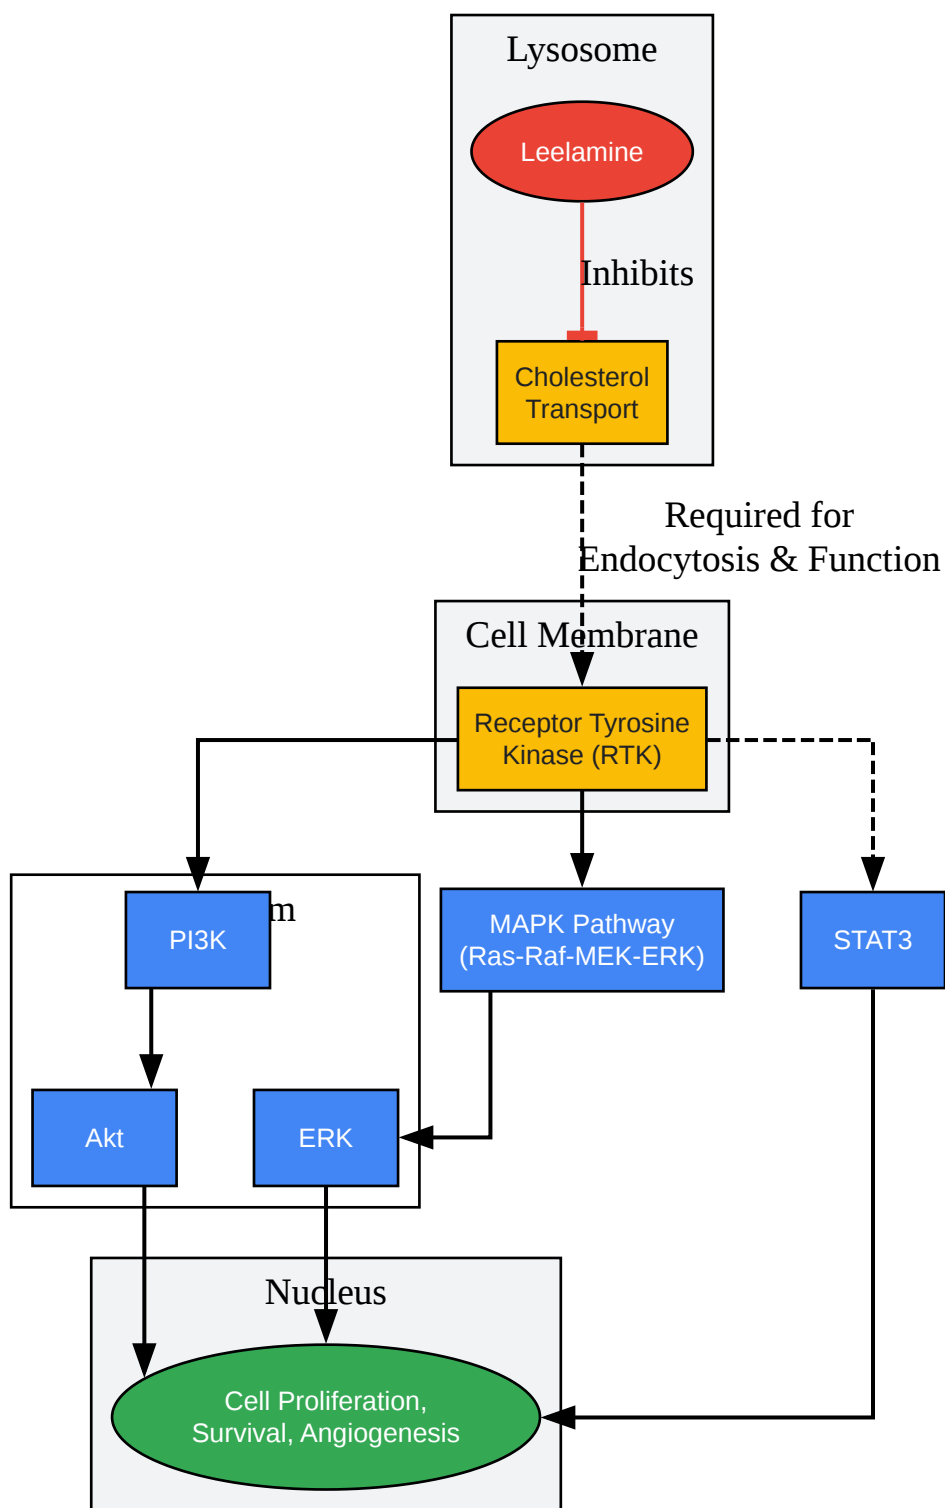 Lysosome
Leelamine
Inhibits
Cholesterol
Transport
Required for
Endocytosis & Function
Cell Membrane
Receptor Tyrosine
Kinase (RTK)
PI3K
MAPK Pathway
(Ras-Raf-MEK-ERK)
STAT3
Akt
ERK
Nucleus
Cell Proliferation,
Survival, Angiogenesis